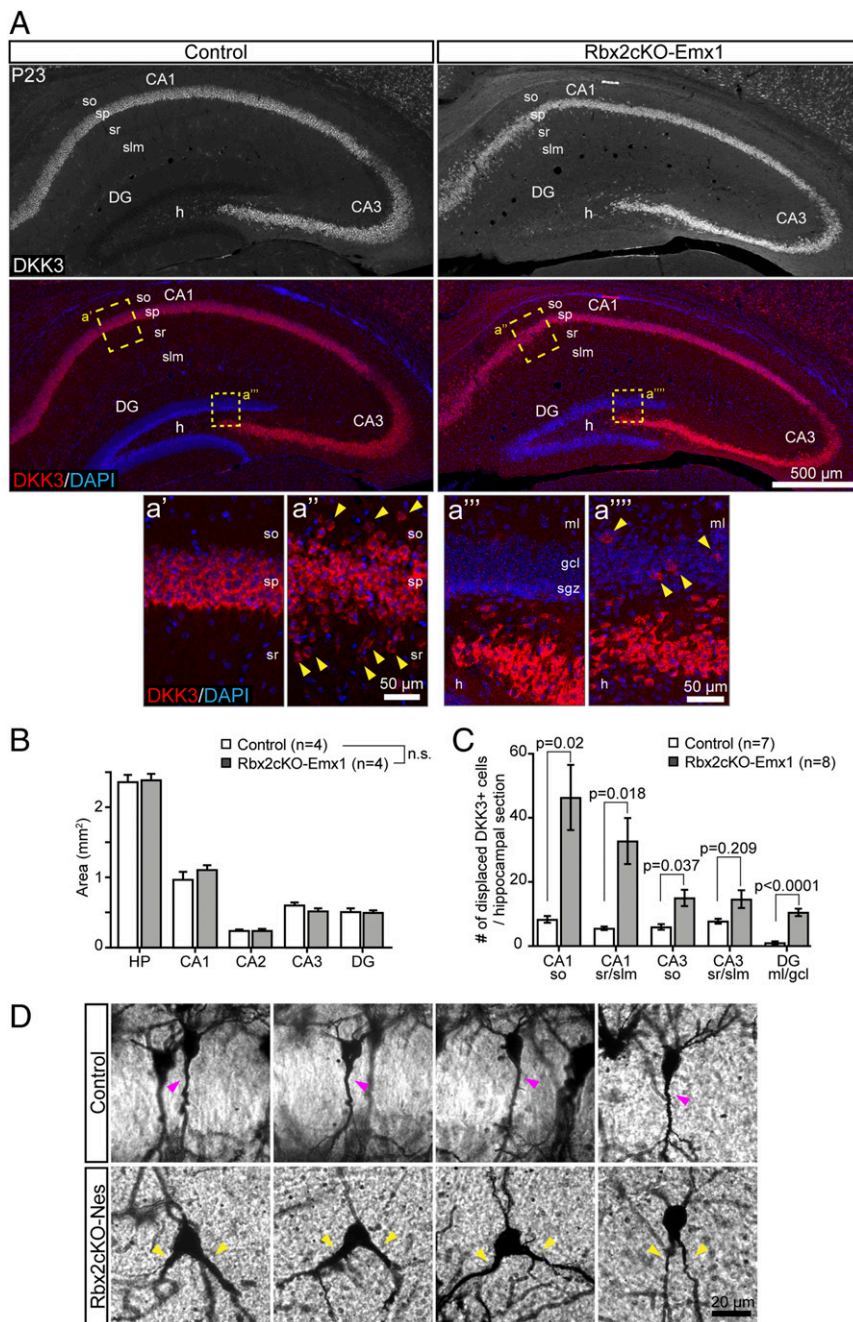 A
Control
Rbx2cKO-Emx1
P23
CA1
so
sp
sr
slm
DG
h
CA3
DKK3
CA1
so
sp
sr
slm
DG
h
CA3
a'
so
CA1
sp
sr
slm
a'''
DG
h
CA3
DKK3/DAPI
a''
so
CA1
sp
sr
slm
a''''
DG
h
CA3
500 µm
a'
so
sp
sr
DKK3/DAPI
a''
so
sp
sr
50 µm
a'''
ml
gcl
sgz
h
a''''
ml
50 µm
B
Control (n=4)
Rbx2cKO-Emx1 (n=4)
n.s.
Area (mm²)
2
1
0
HP CA1 CA2 CA3 DG
C
Control (n=7)
Rbx2cKO-Emx1 (n=8)
# of displaced DKK3+ cells
/ hippocampal section
60
40
20
0
p=0.02
p=0.018
p=0.037
p=0.209
p<0.0001
CA1 CA1 CA3 CA3 DG
so sr/slm so sr/slm ml/gcl
D
Control
Rbx2cKO-Nes
20 µm